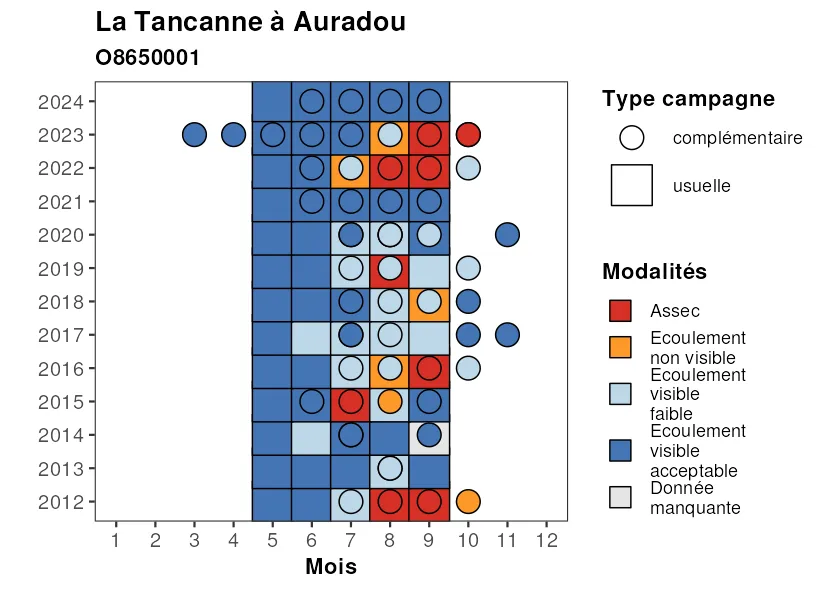 La Tancanne à Auradou
O8650001
2024
2023
2022
2021
2020
2019
2018
2017
2016
2015
2014
2013
2012
1 2 3 4 5 6 7 8 9 10 11 12
Mois
Type campagne
complémentaire
usuelle
Modalités
Assec
Ecoulement
non visible
Ecoulement
visible
faible
Ecoulement
visible
acceptable
Donnée
manquante